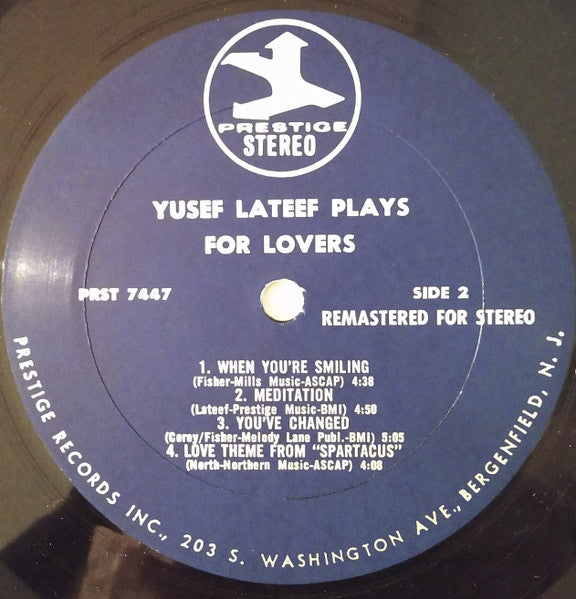 PRESTIGE
STEREO
YUSEF LATEEF PLAYS
FOR LOVERS
PRST 7447
SIDE 2
REMASTERED FOR STEREO
1. WHEN YOU'RE SMILING
(Fisher-Mills Music-ASCAP) 4:38
2. MEDITATION
(Lateef-Prestige Music-BMI) 4:50
3. YOU'VE CHANGED
(Corey/Fisher-Melody Lane Publ.-BMI) 5:05
4. LOVE THEME FROM "SPARTACUS"
(North-Northern Music-ASCAP) 4:08
PRESTIGE RECORDS INC., 203 S. WASHINGTON AVE., BERGENFIELD, N. J.